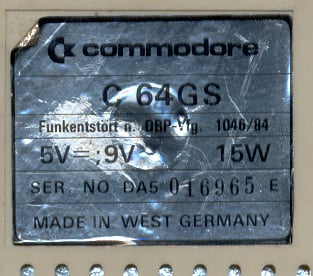 commodore
C 64GS
Funkentstört n. DBP-Vfg. 1046/84
5V⎓;9V~ 15W
SER. NO. DA5 016965 E
MADE IN WEST GERMANY